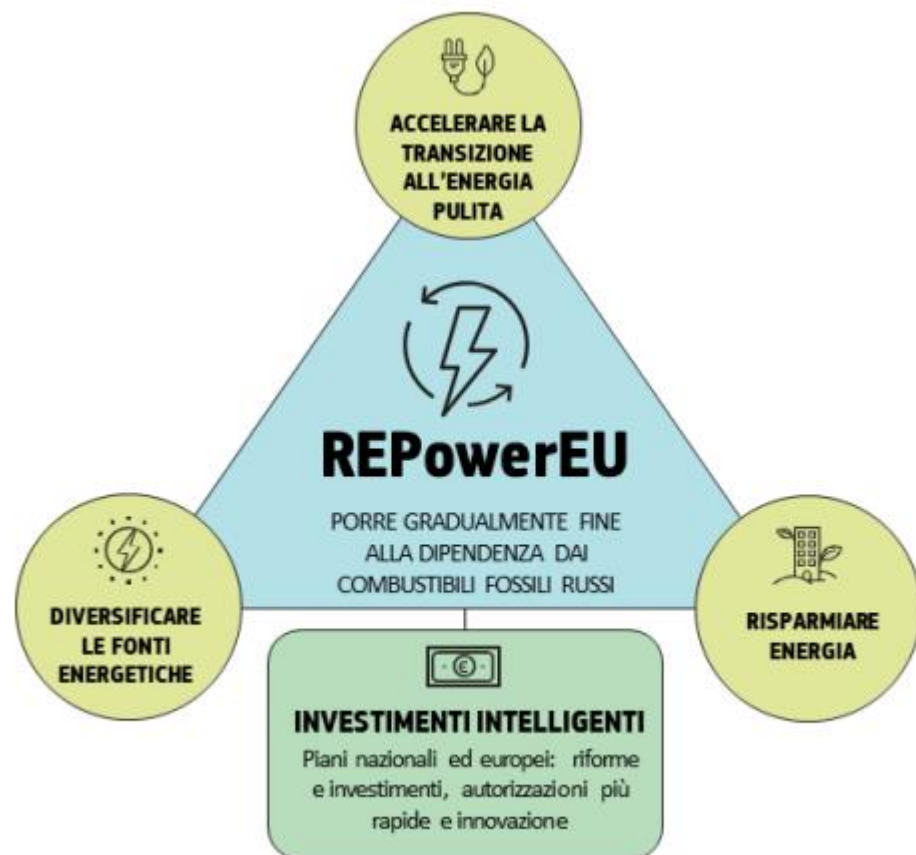 ACCELERARE LA
TRANSIZIONE
ALL'ENERGIA
PULITA
REPowerEU
PORRE GRADUALMENTE FINE
ALLA DIPENDENZA DAI
COMBUSTIBILI FOSSILI RUSSI
DIVERSIFICARE
LE FONTI
ENERGETICHE
RISPARMIARE
ENERGIA
INVESTIMENTI INTELLIGENTI
Piani nazionali ed europei: riforme
e investimenti, autorizzazioni più
rapide e innovazione